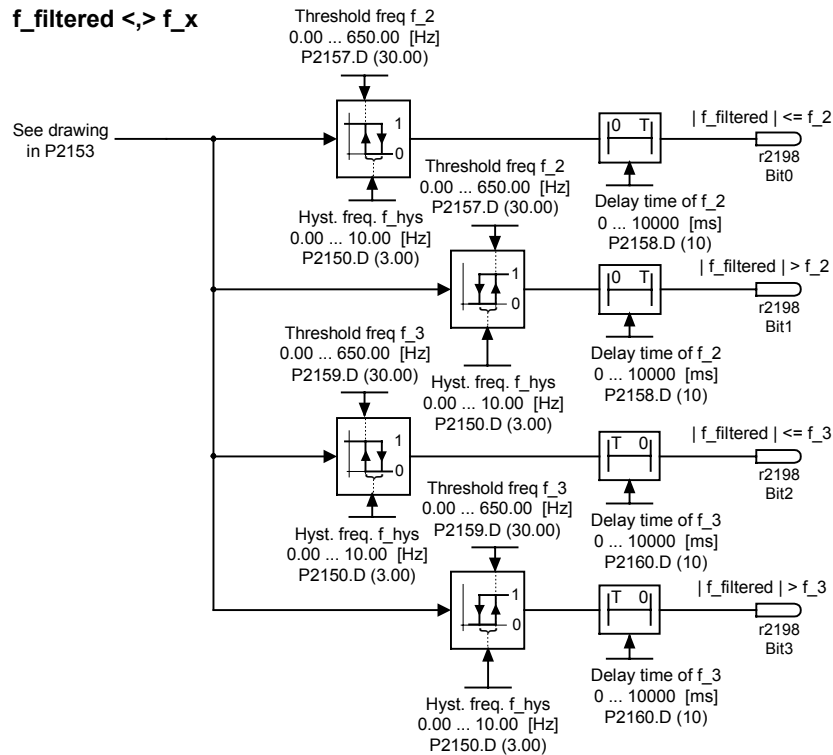 f_filtered <,> f_x
Threshold freq f_2
0.00 ... 650.00 [Hz]
P2157.D (30.00)
See drawing
in P2153
1
0
0 T
| f_filtered | <= f_2
r2198
Bit0
Hyst. freq. f_hys
0.00 ... 10.00 [Hz]
P2150.D (3.00)
Threshold freq f_2
0.00 ... 650.00 [Hz]
P2157.D (30.00)
Delay time of f_2
0 ... 10000 [ms]
P2158.D (10)
1
0
0 T
| f_filtered | > f_2
r2198
Bit1
Threshold freq f_3
0.00 ... 650.00 [Hz]
P2159.D (30.00)
Hyst. freq. f_hys
0.00 ... 10.00 [Hz]
P2150.D (3.00)
Delay time of f_2
0 ... 10000 [ms]
P2158.D (10)
1
0
T 0
| f_filtered | <= f_3
r2198
Bit2
Hyst. freq. f_hys
0.00 ... 10.00 [Hz]
P2150.D (3.00)
Threshold freq f_3
0.00 ... 650.00 [Hz]
P2159.D (30.00)
Delay time of f_3
0 ... 10000 [ms]
P2160.D (10)
1
0
T 0
| f_filtered | > f_3
r2198
Bit3
Hyst. freq. f_hys
0.00 ... 10.00 [Hz]
P2150.D (3.00)
Delay time of f_3
0 ... 10000 [ms]
P2160.D (10)